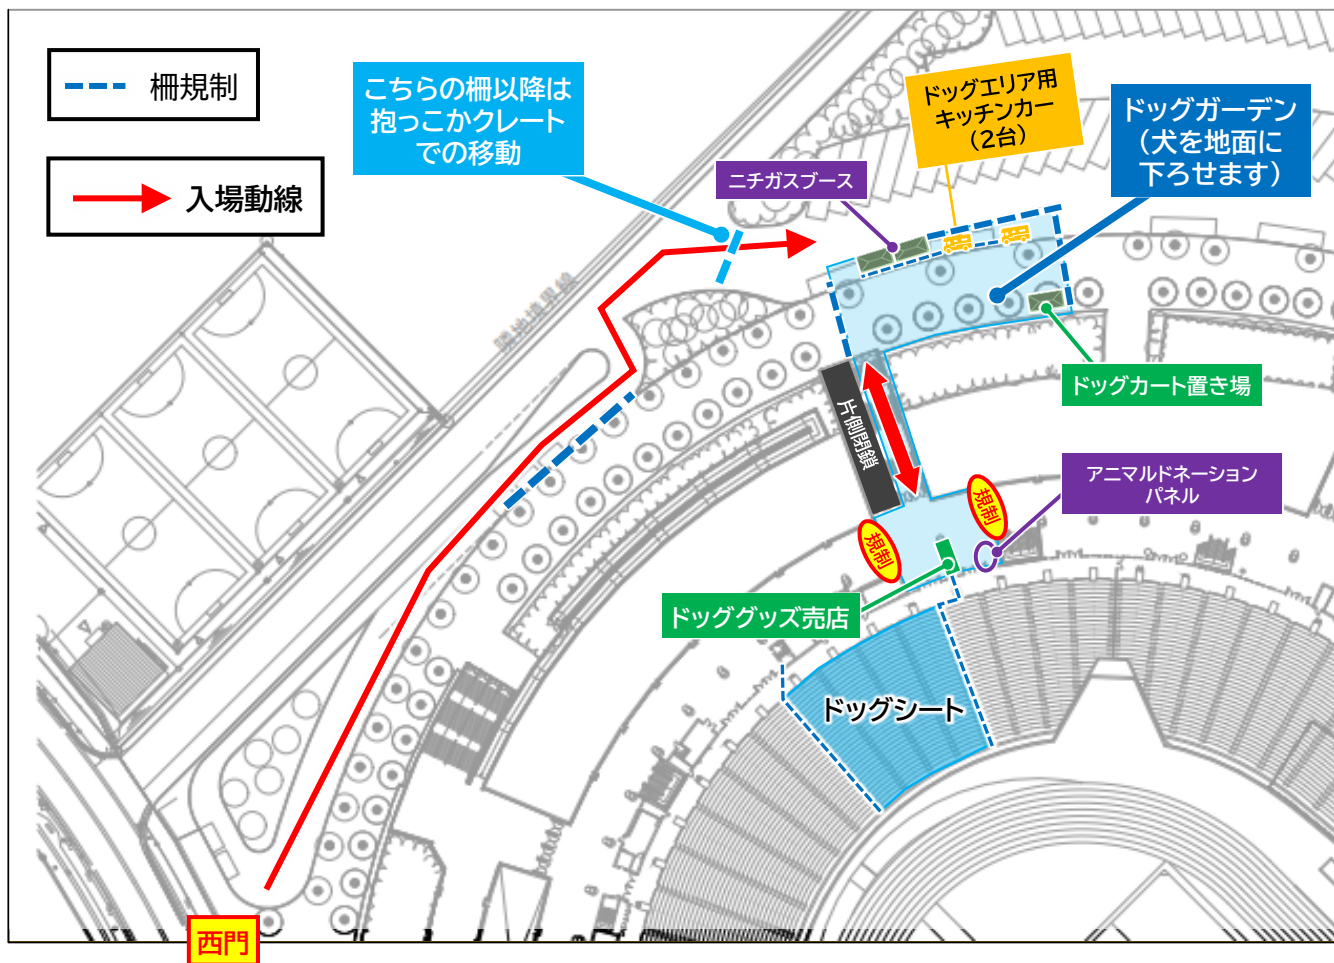 柵規制
入場動線
こちらの柵以降は
抱っこかクレート
での移動
ドッグエリア用
キッチンカー
（2台）
ドッグガーデン
（犬を地面に
下ろせます）
ニチガスブース
ドッグカート置き場
片側閉鎖
アニマルドネーション
パネル
規制
規制
ドッググッズ売店
ドッグシート
西門